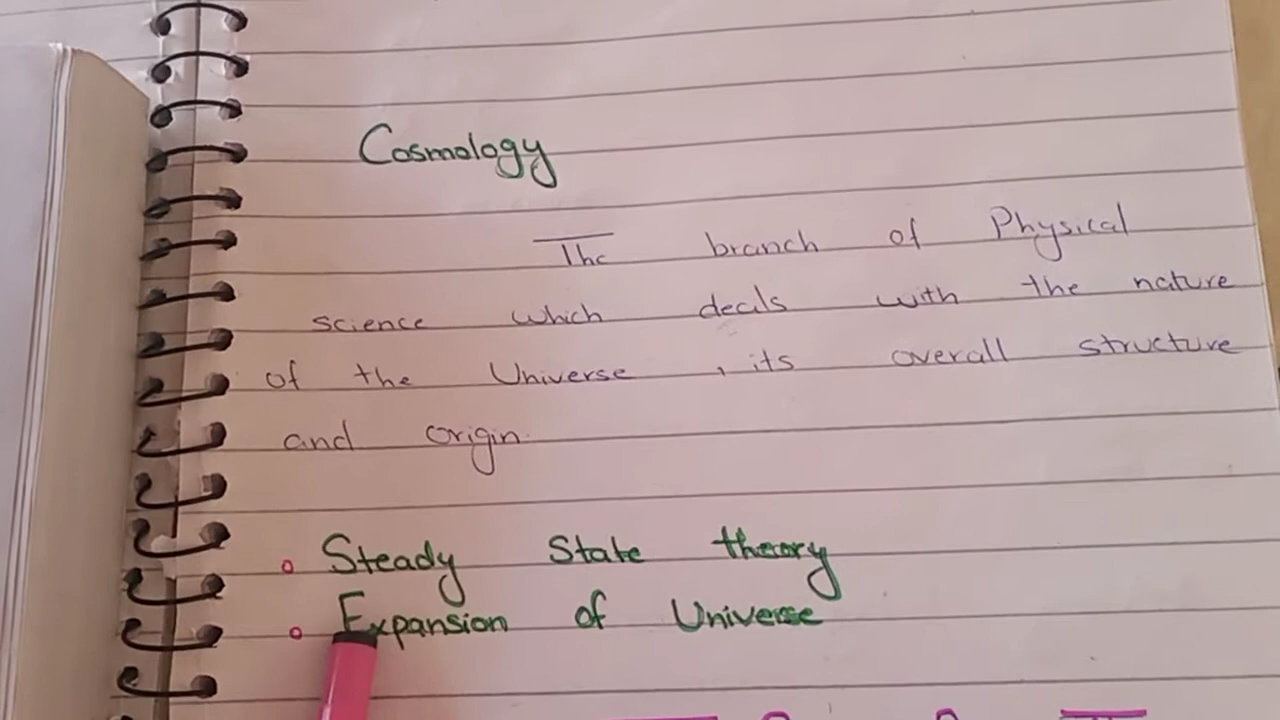 Cosmology
The branch of Physical
science which deals with the nature
of the Universe , its overall structure
and origin.
Steady State theory
Expansion of Universe